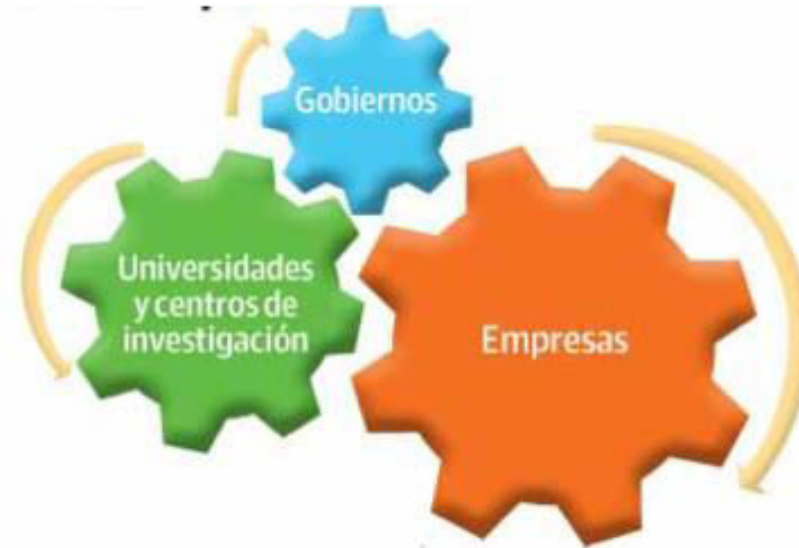 Gobiernos
Universidades
y centros de
investigación
Empresas